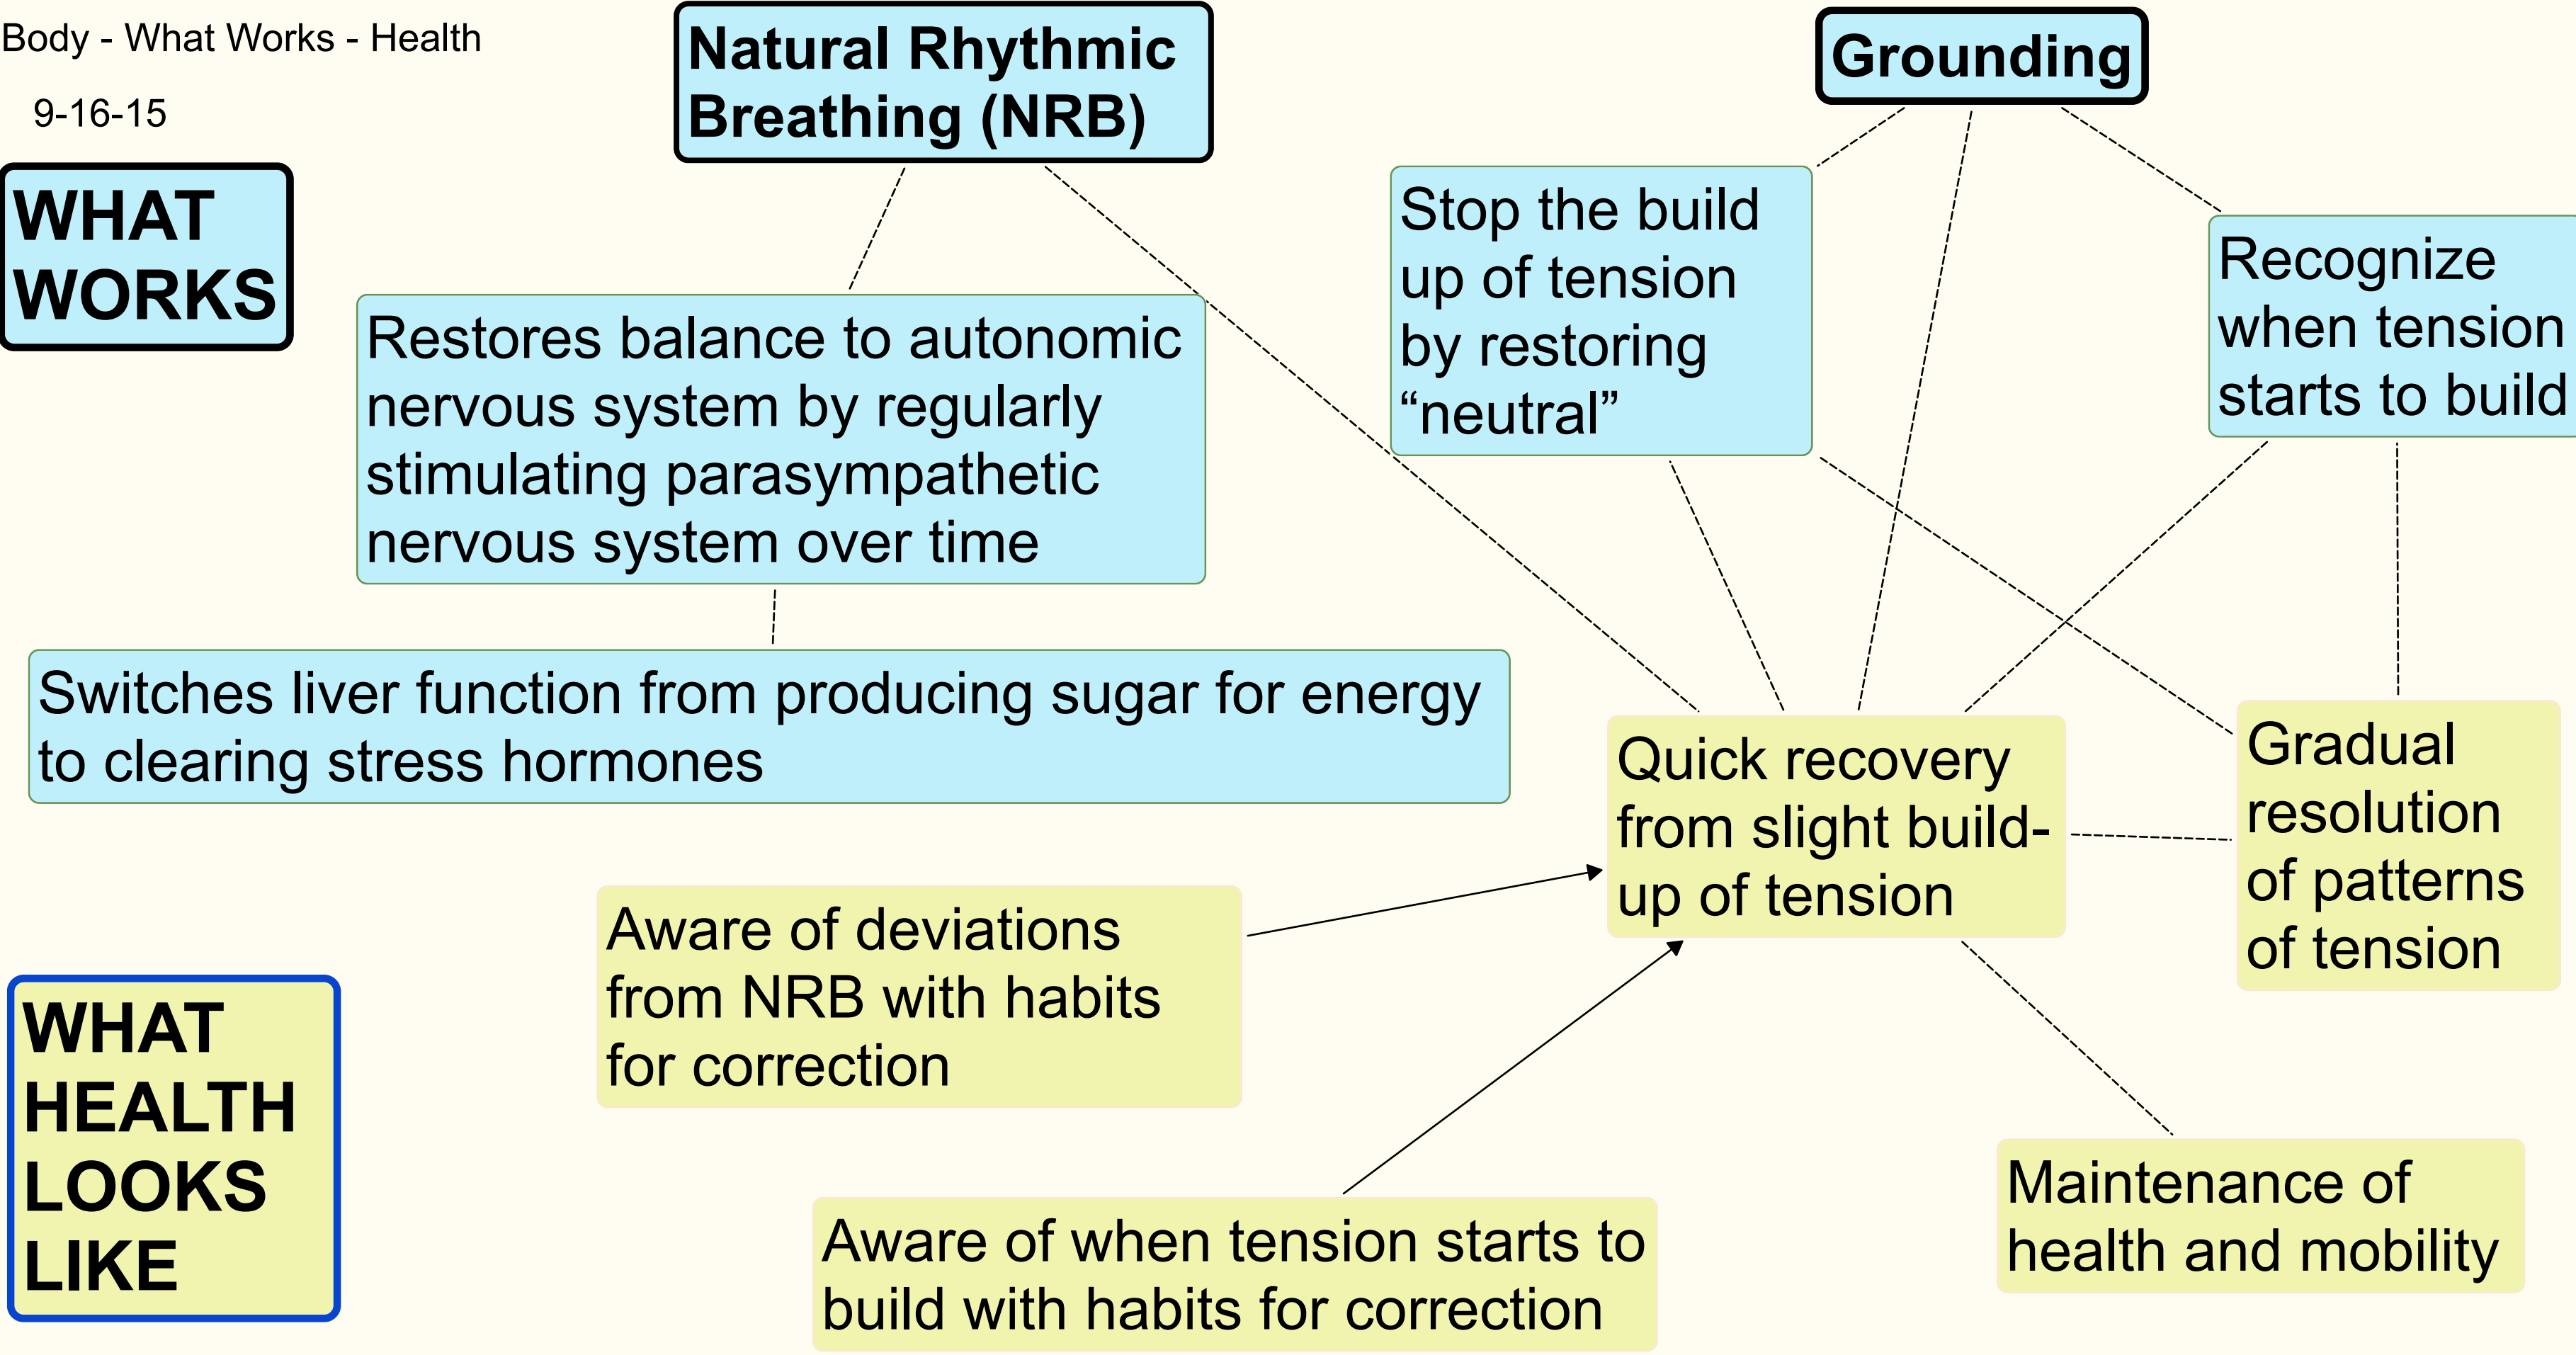 Body - What Works - Health
9-16-15
Natural Rhythmic
Breathing (NRB)
Grounding
WHAT
WORKS
Stop the build
up of tension
by restoring
“neutral”
Recognize
when tension
starts to build
Restores balance to autonomic
nervous system by regularly
stimulating parasympathetic
nervous system over time
Switches liver function from producing sugar for energy
to clearing stress hormones
Quick recovery
from slight build-
up of tension
Gradual
resolution
of patterns
of tension
Aware of deviations
from NRB with habits
for correction
WHAT
HEALTH
LOOKS
LIKE
Aware of when tension starts to
build with habits for correction
Maintenance of
health and mobility